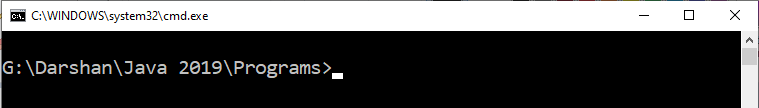 C:\WINDOWS\system32\cmd.exe
G:\Darshan\Java 2019\Programs>